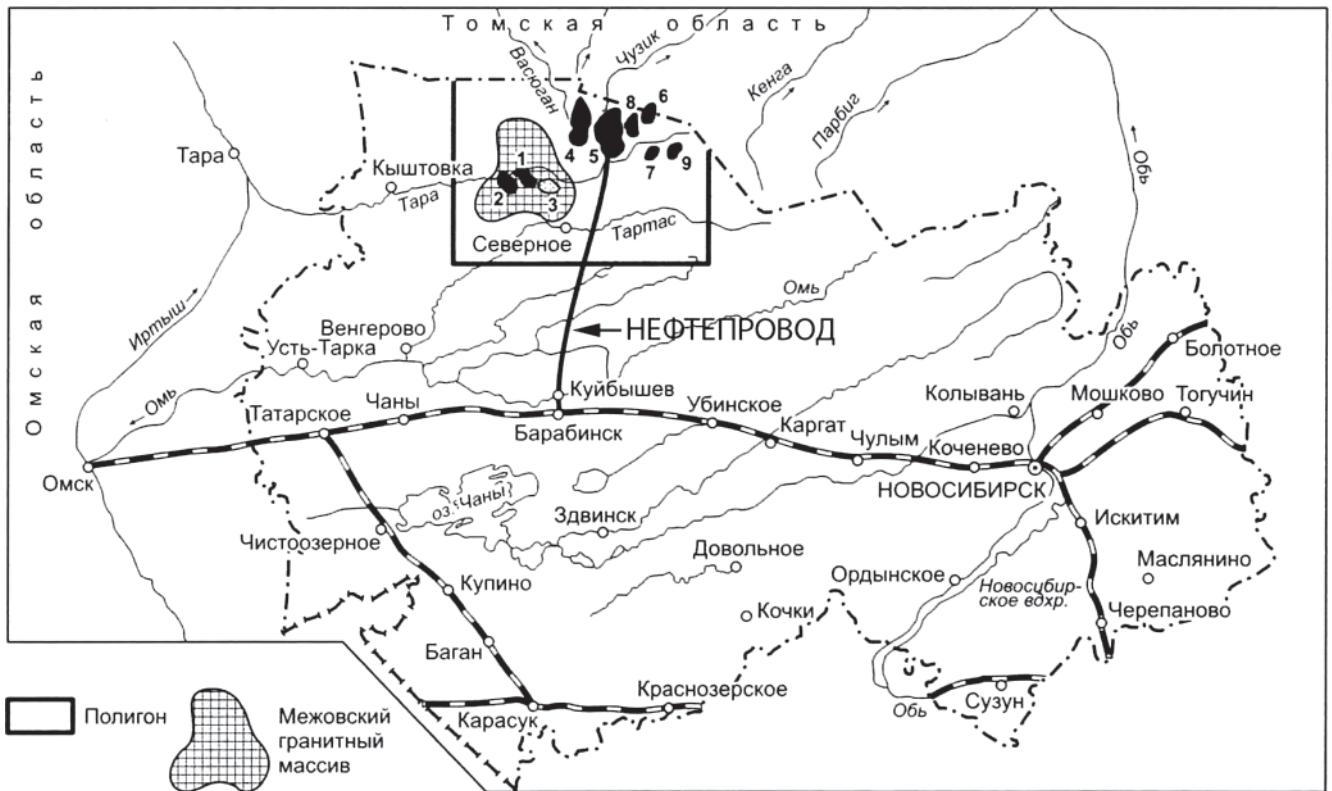 Томская область
Омская область
Васюган
Чузик
Кенга
Парбиг
Обь
Тара
Кыштовка
Тара
1
2
3
4
5
6
7
8
9
Северное
Тартас
Омь
Иртыш
Венгерово
Усть-Тарка
НЕФТЕПРОВОД
Обь
Болотное
Омь
Татарское
Чаны
Куйбышев
Барабинск
Убинское
Каргат
Чулым
Колывань
Коченево
Мошково
Тогучин
Омск
НОВОСИБИРСК
оз. Чаны
Чистоозерное
Здвинск
Искитим
Довольное
Маслянино
Купино
Ордынское
Новосибир-
ское вдхр.
Кочки
Черепаново
Баган
Краснозерское
Карасук
Обь
Сузун
Полигон
Межовский
гранитный
массив